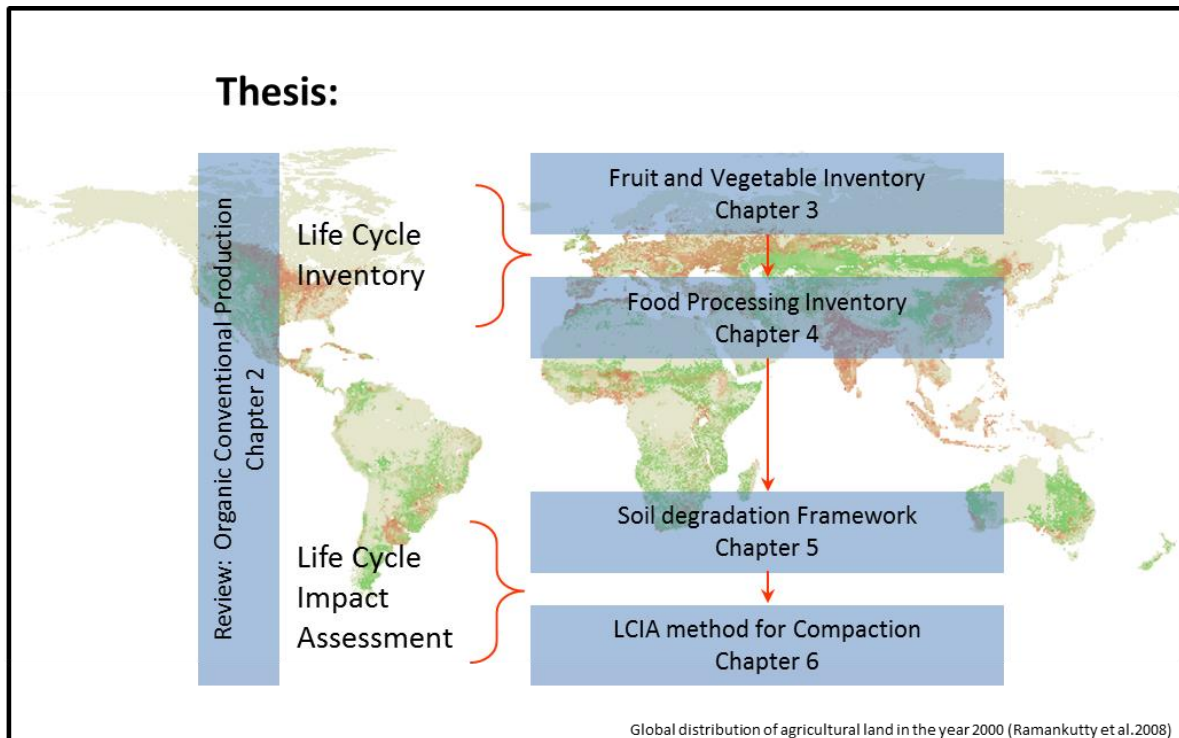 Thesis:
Review:  Organic Conventional Production
Chapter 2
Life Cycle
Inventory
Fruit and Vegetable Inventory
Chapter 3
Food Processing Inventory
Chapter 4
Life Cycle
Impact
Assessment
Soil degradation Framework
Chapter 5
LCIA method for Compaction
Chapter 6
Global distribution of agricultural land in the year 2000 (Ramankutty et al.2008)